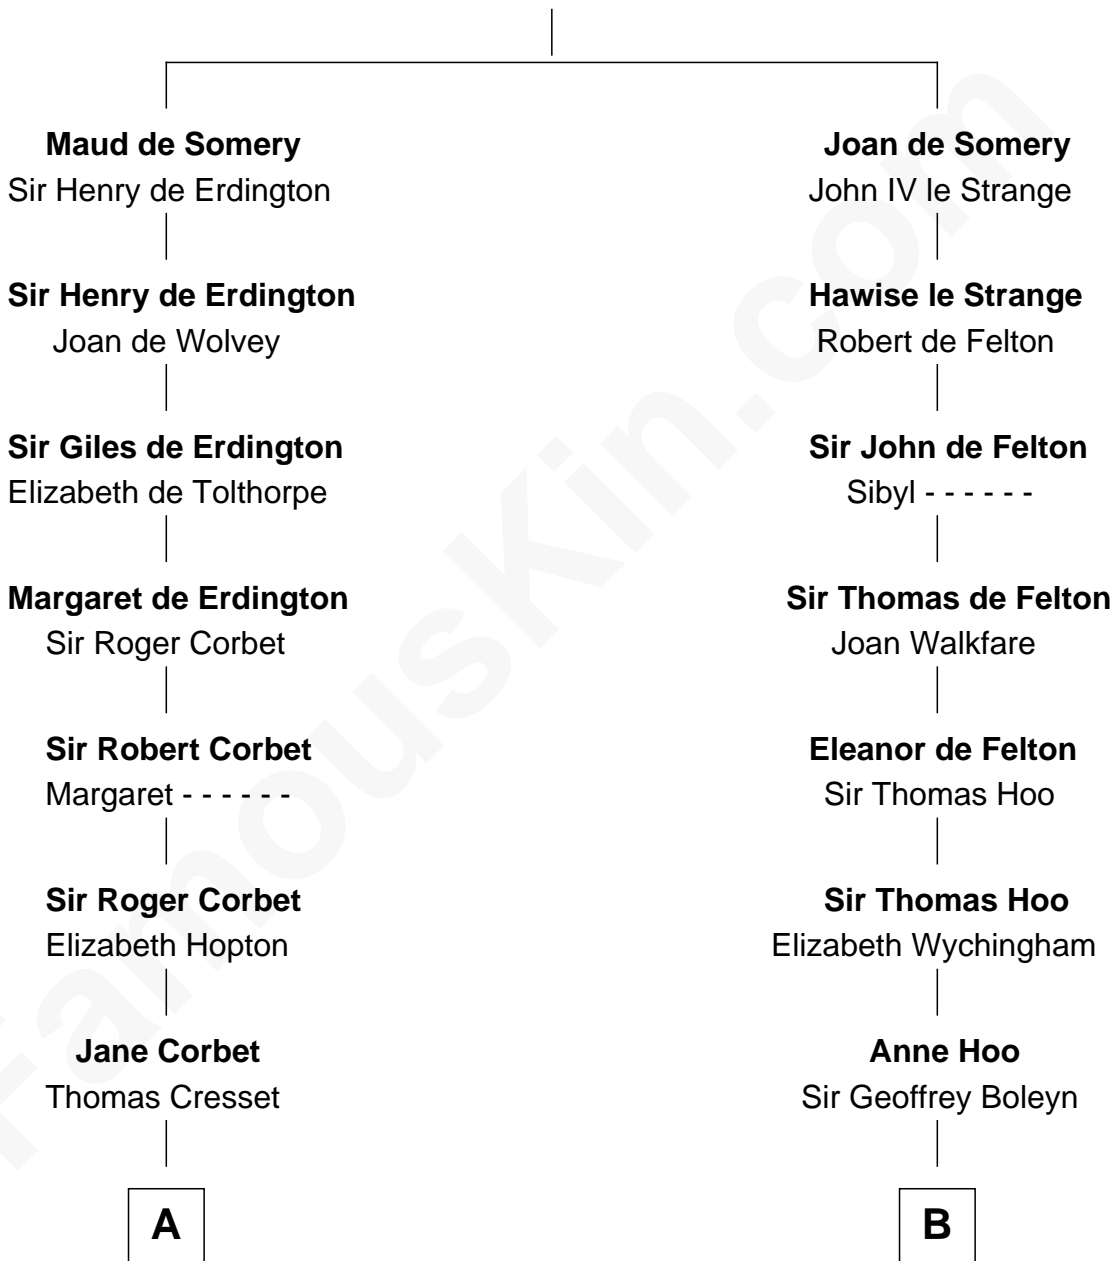 Maud de Somery
Sir Henry de Erdington
Sir Henry de Erdington
Joan de Wolvey
Sir Giles de Erdington
Elizabeth de Tolthorpe
Margaret de Erdington
Sir Roger Corbet
Sir Robert Corbet
Margaret - - - - - -
Sir Roger Corbet
Elizabeth Hopton
Jane Corbet
Thomas Cresset
A
Joan de Somery
John IV le Strange
Hawise le Strange
Robert de Felton
Sir John de Felton
Sibyl - - - - - -
Sir Thomas de Felton
Joan Walkfare
Eleanor de Felton
Sir Thomas Hoo
Sir Thomas Hoo
Elizabeth Wychingham
Anne Hoo
Sir Geoffrey Boleyn
B
FamousKin.com